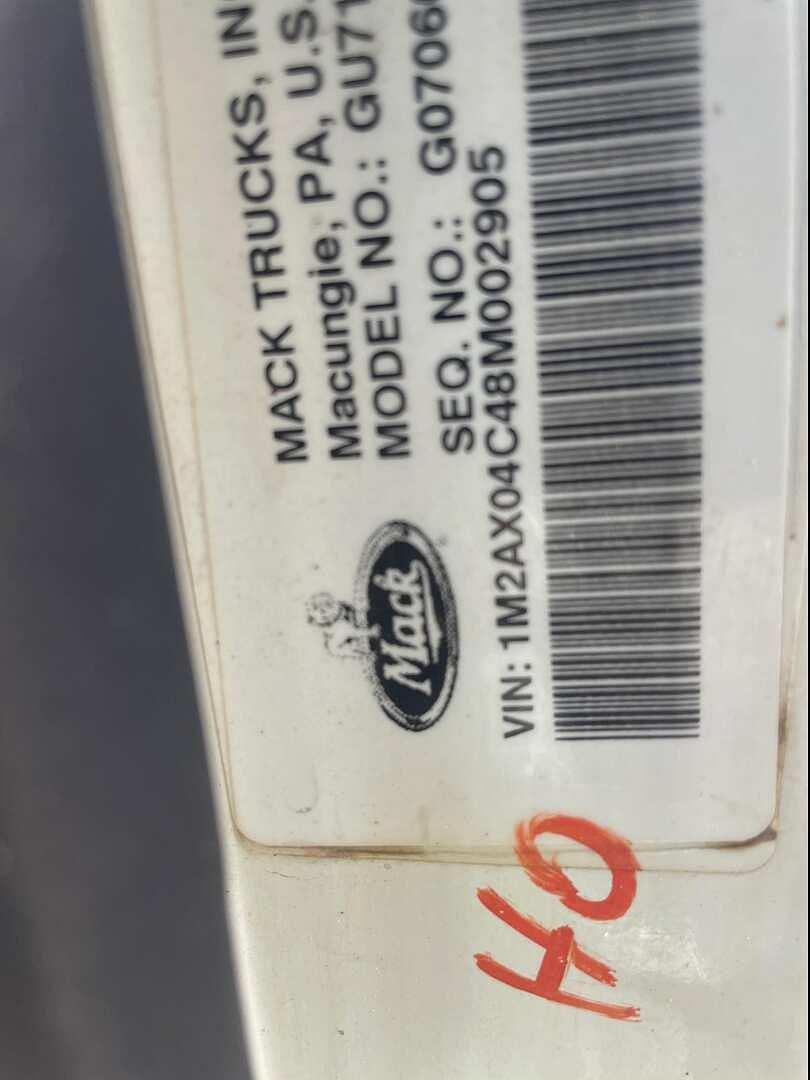 MACK TRUCKS, IN
Macungie, PA, U.S.
MODEL NO.: GU71
SEQ. NO.: G0706
VIN: 1M2AX04C48M002905
Mack
HO